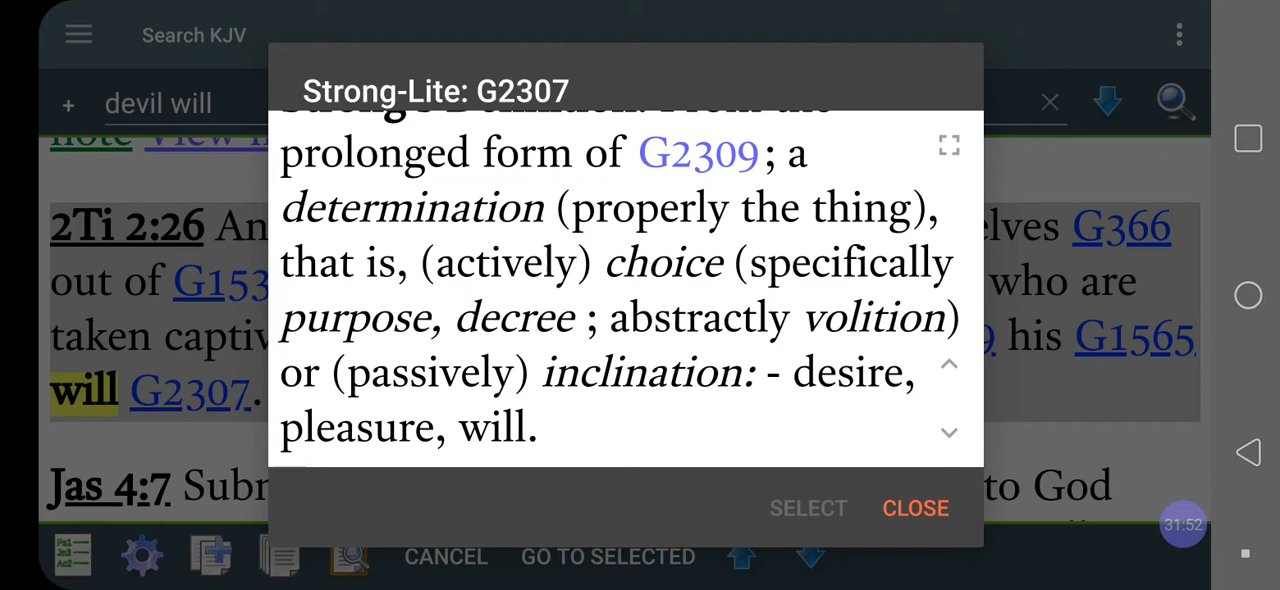 Search KJV
+ devil will
Strong-Lite: G2307
prolonged form of G2309; a
determination (properly the thing),
that is, (actively) choice (specifically
purpose, decree ; abstractly volition)
or (passively) inclination: - desire,
pleasure, will.
SELECT CLOSE
note View
2Ti 2:26 An elves G366
out of G153 who are
taken captiv 9 his G1565
will G2307.
Jas 4:7 Subr to God
CANCEL GO TO SELECTED
31:52